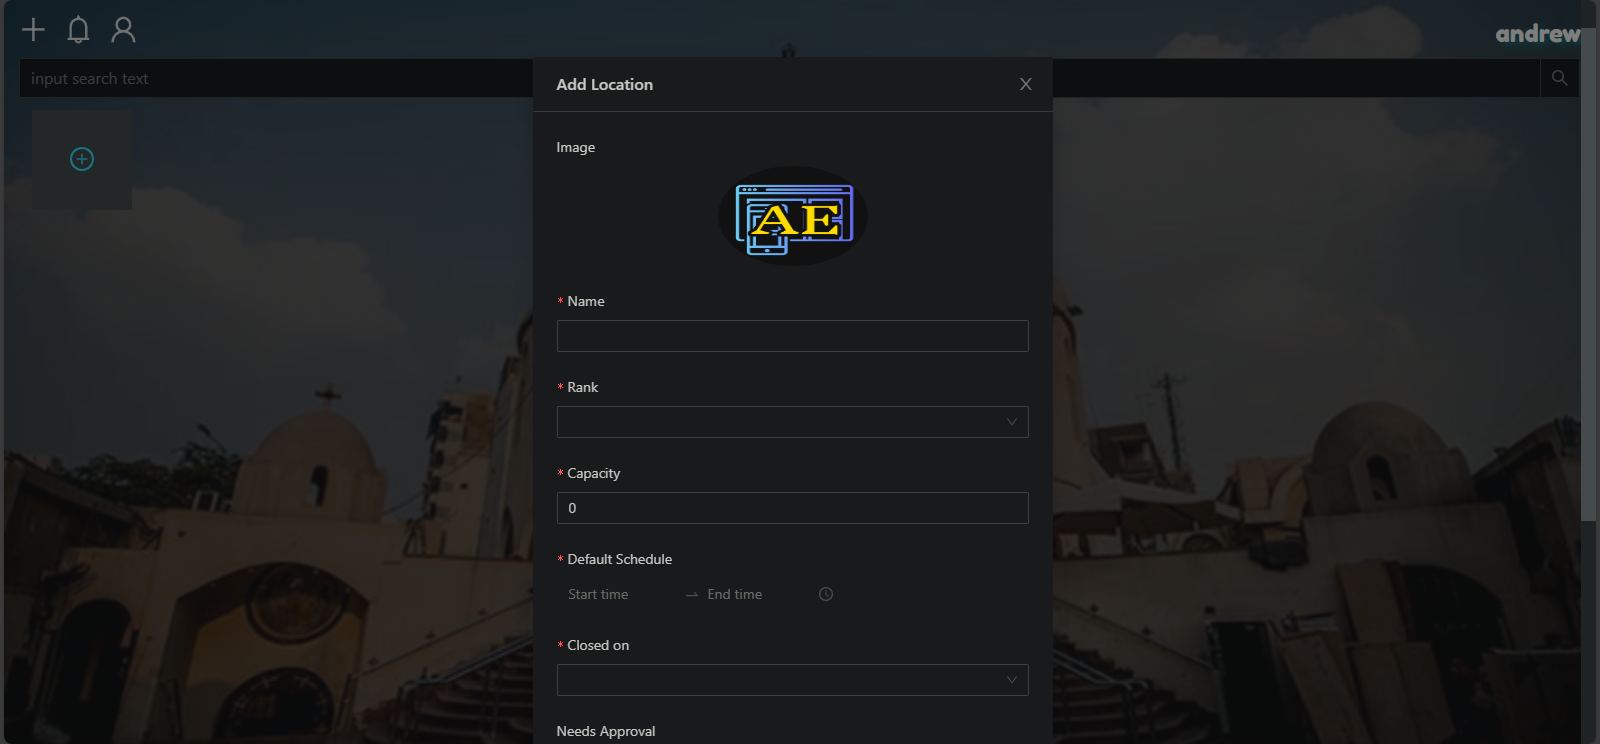 andrew
input search text
Add Location
X
Image
AE
* Name
* Rank
* Capacity
0
* Default Schedule
Start time → End time
* Closed on
Needs Approval